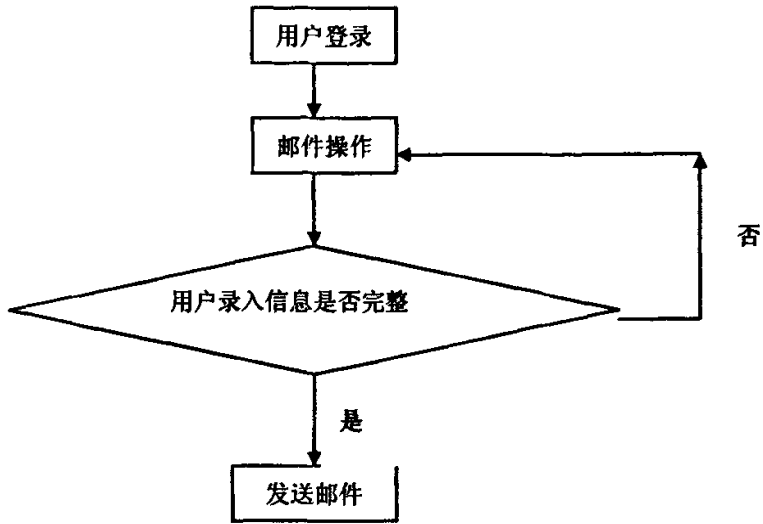 用户登录
邮件操作
否
用户录入信息是否完整
是
发送邮件